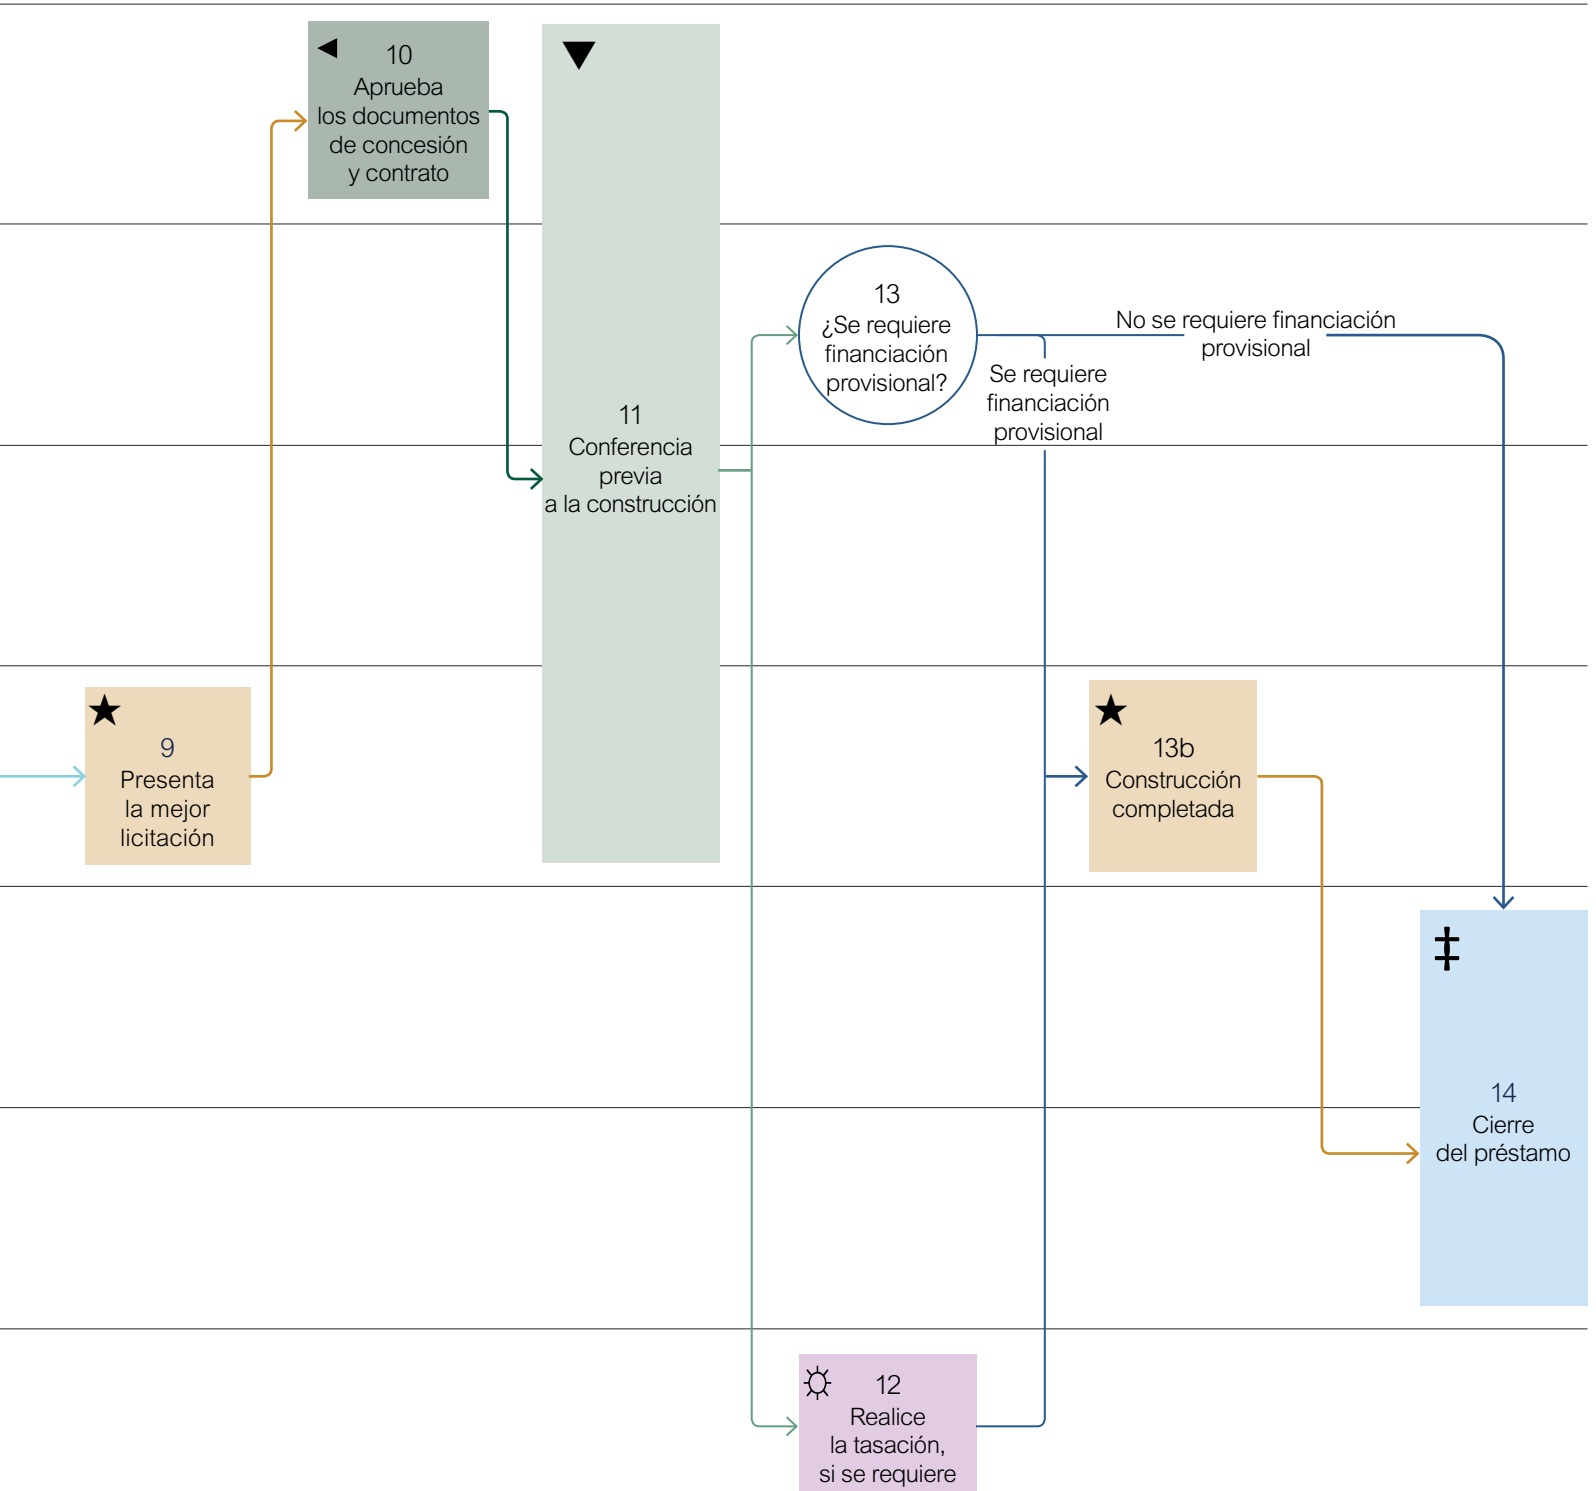 10
Aprueba
los documentos
de concesión
y contrato
13
¿Se requiere
financiación
provisional?
No se requiere financiación
provisional
Se requiere
financiación
provisional
11
Conferencia
previa
a la construcción
9
Presenta
la mejor
licitación
13b
Construcción
completada
14
Cierre
del préstamo
12
Realice
la tasación,
si se requiere